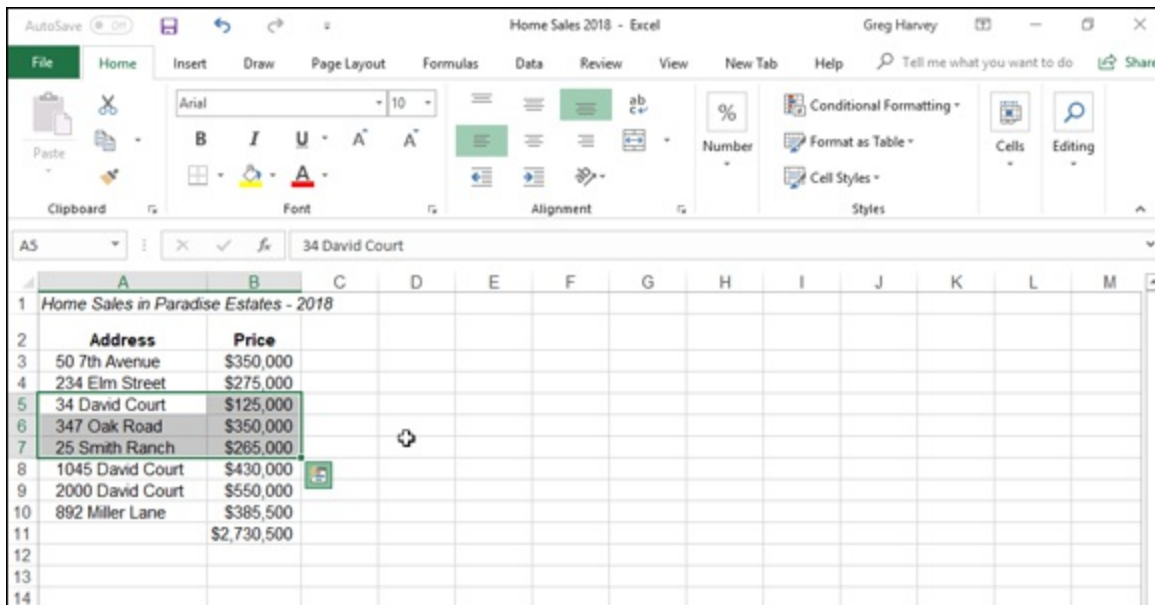 AutoSave Off Home Sales 2018 - Excel Greg Harvey
File Home Insert Draw Page Layout Formulas Data Review View New Tab Help Tell me what you want to do Share
Arial 10 ab %
Paste B I U A A A Number Conditional Formatting Format as Table Cell Styles Cells Editing
Clipboard Font Alignment Styles
A5 fx 34 David Court
A B C D E F G H I J K L M
1 Home Sales in Paradise Estates - 2018
2 Address Price
3 50 7th Avenue $350,000
4 234 Elm Street $275,000
5 34 David Court $125,000
6 347 Oak Road $350,000
7 25 Smith Ranch $265,000
8 1045 David Court $430,000
9 2000 David Court $550,000
10 892 Miller Lane $385,500
11 $2,730,500
12
13
14